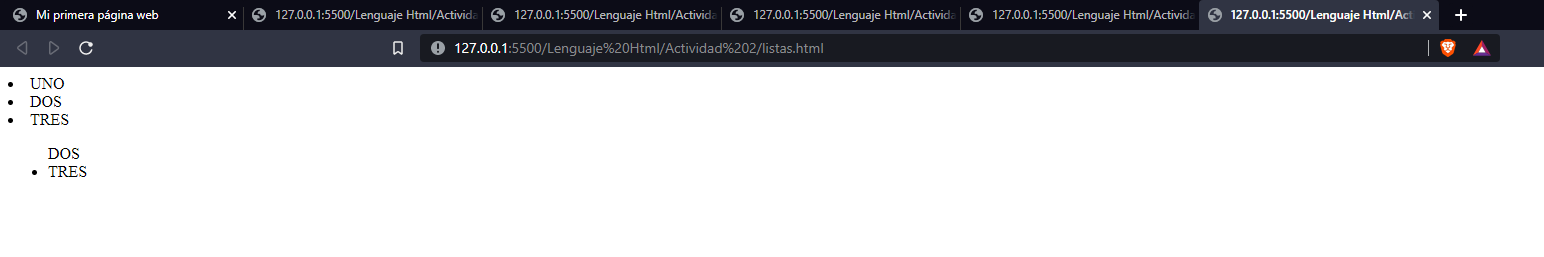 Mi primera página web
127.0.0.1:5500/Lenguaje Html/Activida
127.0.0.1:5500/Lenguaje Html/Activida
127.0.0.1:5500/Lenguaje Html/Activida
127.0.0.1:5500/Lenguaje Html/Activida
127.0.0.1:5500/Lenguaje Html/Act
127.0.0.1:5500/Lenguaje%20Html/Actividad%202/listas.html
UNO
DOS
TRES
DOS
TRES